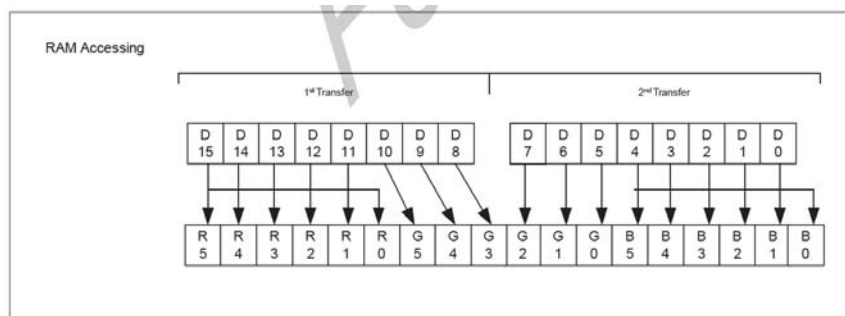 RAM Accessing
1st Transfer 2nd Transfer
D D D D D D D D D D D D D D D D
15 14 13 12 11 10 9 8 7 6 5 4 3 2 1 0
R R R R R R G G G G G G B B B B B B
5 4 3 2 1 0 5 4 3 2 1 0 5 4 3 2 1 0